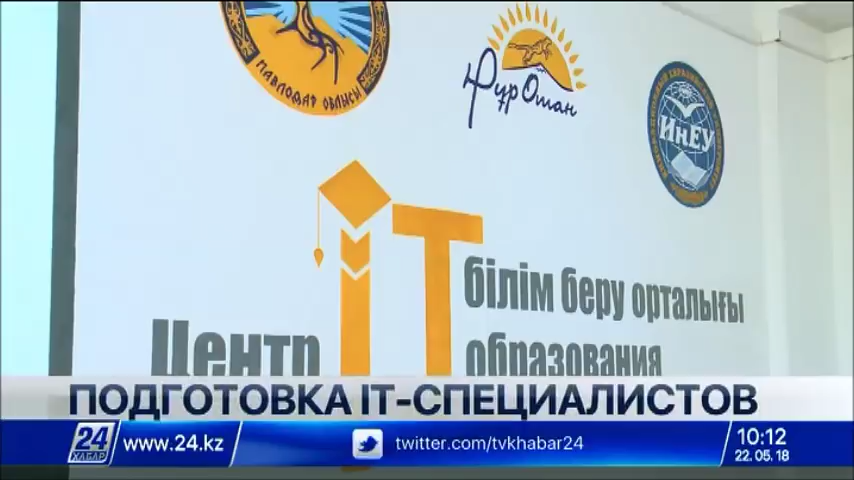 ПАВЛОДАР ОБЛЫСЫ
Нұр Отан
ИнЕУ
IT
білім беру орталығы
Центр
образования
ПОДГОТОВКА IT-СПЕЦИАЛИСТОВ
24
ХАБАР
www.24.kz
twitter.com/tvkhabar24
10:12
22.05.18